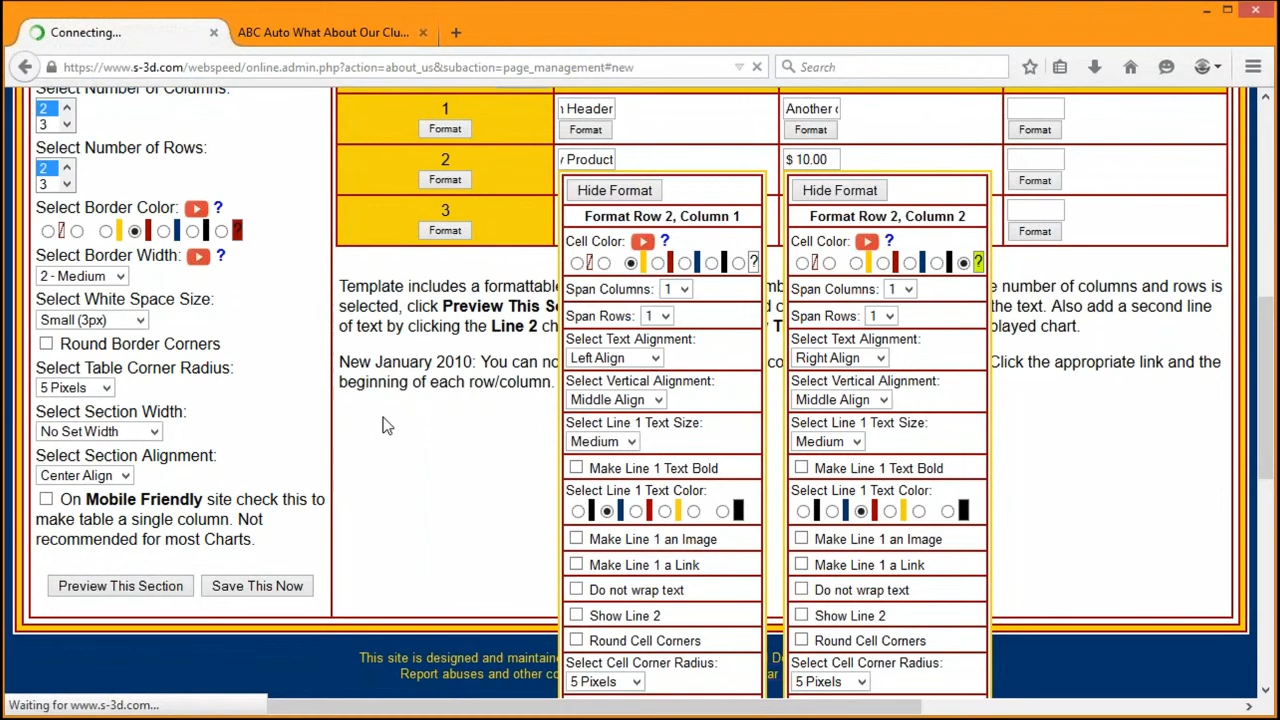 Connecting...
ABC Auto What About Our Clu...
https://www.s-3d.com/webspeed/online.admin.php?action=about_us&subaction=page_management#new
Search
Select Number of Columns:
2
3
Select Number of Rows:
2
3
Select Border Color: ?
?
Select Border Width: ?
2 - Medium
Select White Space Size:
Small (3px)
Round Border Corners
Select Table Corner Radius:
5 Pixels
Select Section Width:
No Set Width
Select Section Alignment:
Center Align
On Mobile Friendly site check this to
make table a single column. Not
recommended for most Charts.
Preview This Section Save This Now
1 Header Another
Format Format Format Format
2 Product $ 10.00
Format Format
3
Format Format
Template includes a formattable
selected, click Preview This Se
of text by clicking the Line 2 ch
New January 2010: You can no
beginning of each row/column.
e number of columns and rows is
the text. Also add a second line
played chart.
Click the appropriate link and the
Hide Format
Format Row 2, Column 1
Cell Color: ?
?
Span Columns: 1
Span Rows: 1
Select Text Alignment:
Left Align
Select Vertical Alignment:
Middle Align
Select Line 1 Text Size:
Medium
Make Line 1 Text Bold
Select Line 1 Text Color:
Make Line 1 an Image
Make Line 1 a Link
Do not wrap text
Show Line 2
Round Cell Corners
Select Cell Corner Radius:
5 Pixels
Hide Format
Format Row 2, Column 2
Cell Color: ?
?
Span Columns: 1
Span Rows: 1
Select Text Alignment:
Right Align
Select Vertical Alignment:
Middle Align
Select Line 1 Text Size:
Medium
Make Line 1 Text Bold
Select Line 1 Text Color:
Make Line 1 an Image
Make Line 1 a Link
Do not wrap text
Show Line 2
Round Cell Corners
Select Cell Corner Radius:
5 Pixels
This site is designed and maintaine
Report abuses and other co
Waiting for www.s-3d.com...